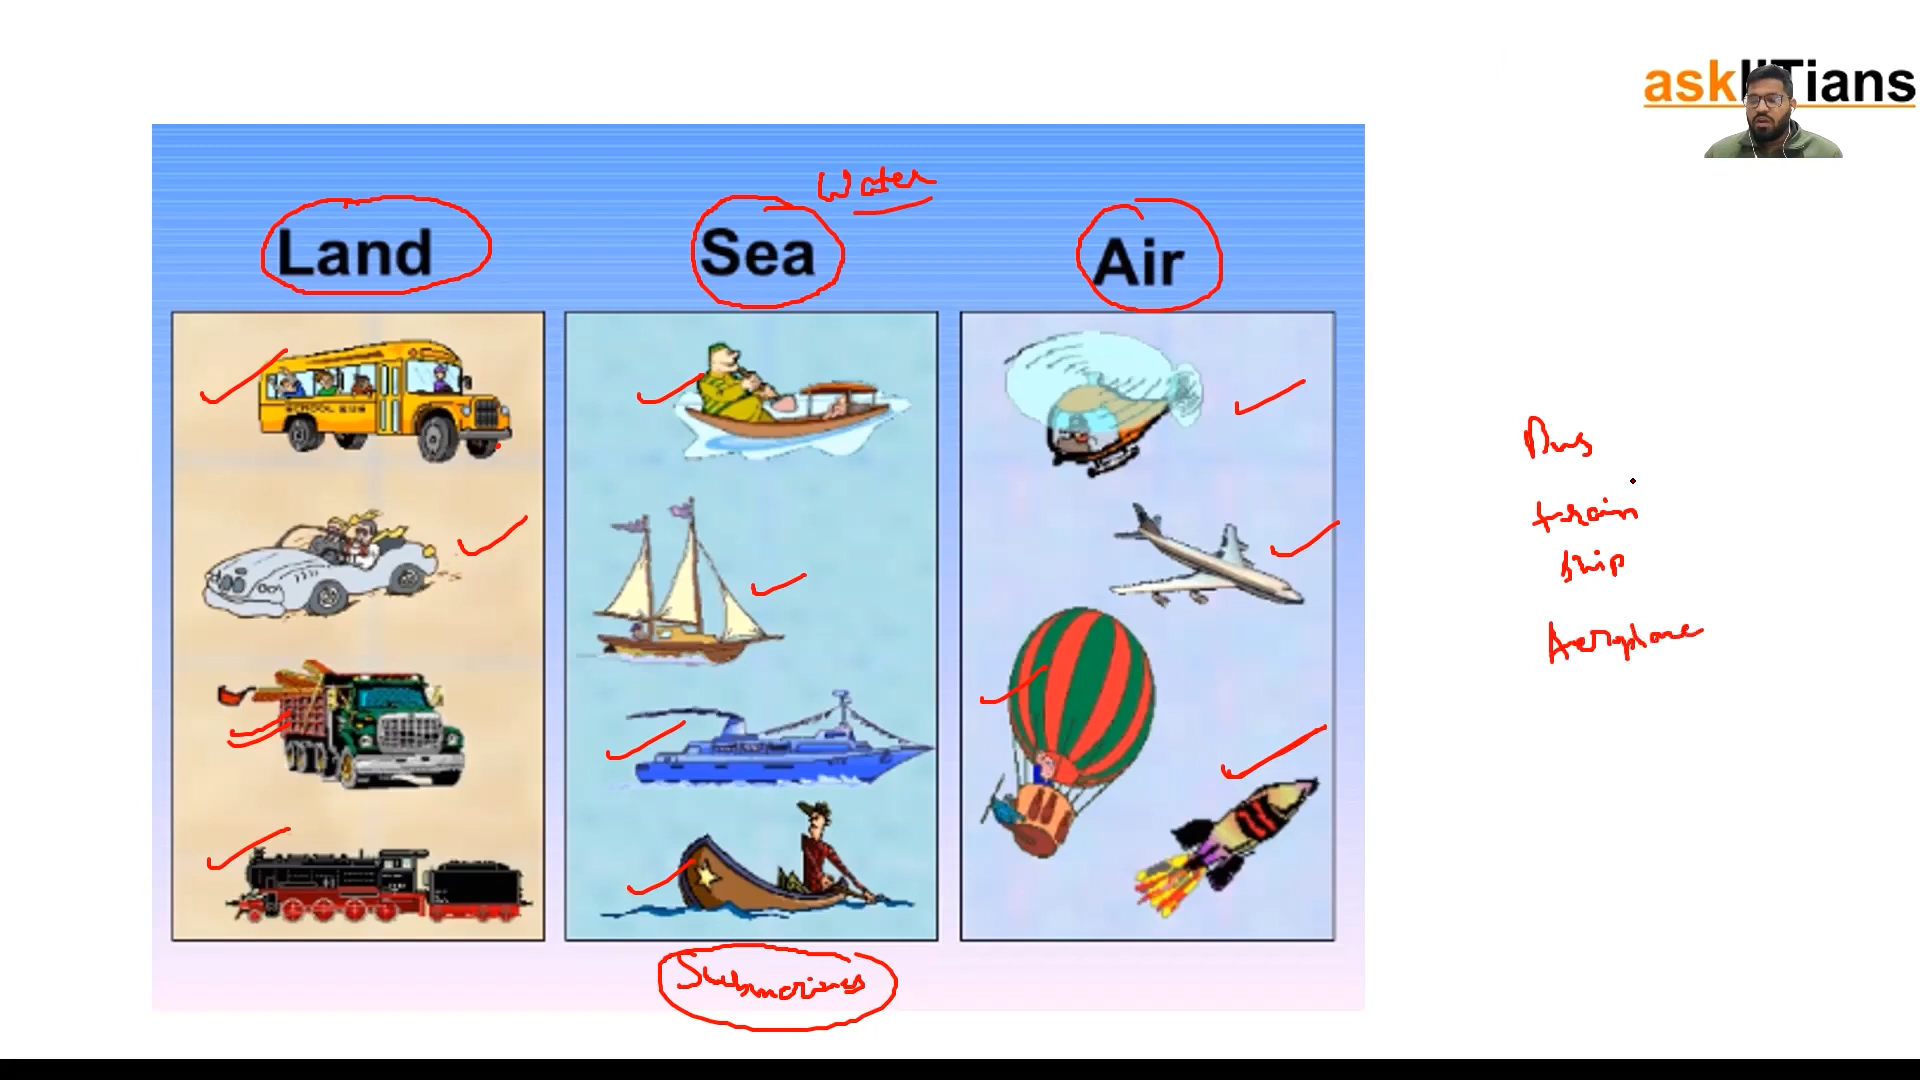 askIITians
Water
Land
Sea
Air
SCHOOL BUS
Bus
train
ship
Aeroplane
Submarines